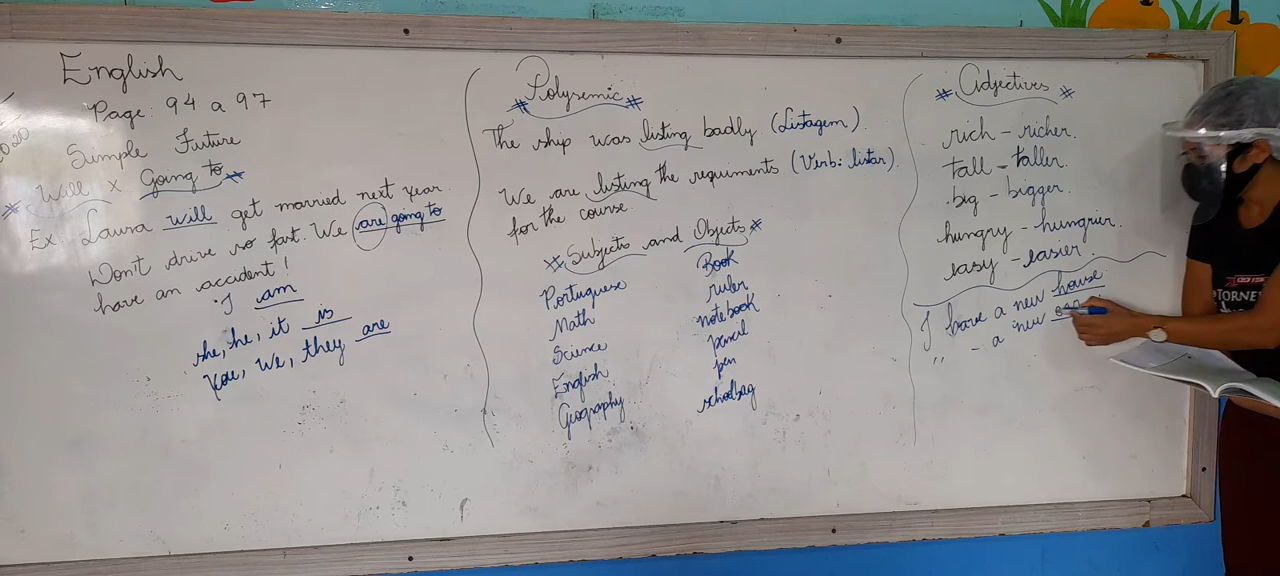 2020
English
Page: 94 a 97
Simple Future
* Will x Going to *
Ex: Laura will get married next year.
Don't drive so fast. We are going to
have an accident!
I am
she, he, it is
You, we, they are
* Polysemic *
The ship was listing badly (Listagem).
We are listing the requiments (Verb: listar).
for the course.
* Subjects and Objects *
Portuguese
Math
Science
English
Geography
Book
ruler
notebook
pencil
pen
schoolbag
* Adjectives *
rich - richer.
tall - taller.
big - bigger.
hungry - hungrier.
easy - easier.
I have a new house
" - a new